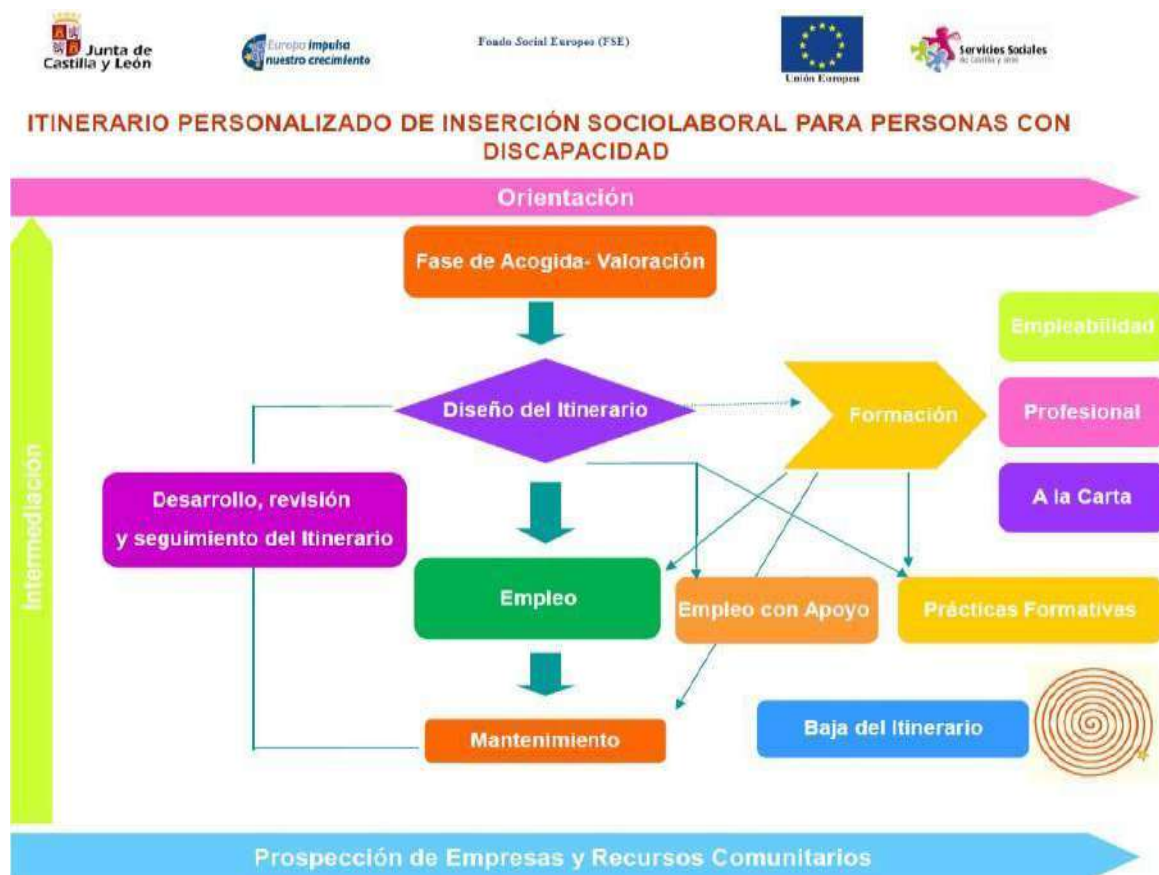 Junta de
Castilla y León
Europa impulsa
nuestro crecimiento
Fondo Social Europeo (FSE)
Unión Europea
Servicios Sociales
de Castilla y León
ITINERARIO PERSONALIZADO DE INSERCIÓN SOCIOLABORAL PARA PERSONAS CON
DISCAPACIDAD
Orientación
Intermediación
Fase de Acogida- Valoración
Empleabilidad
Diseño del Itinerario
Formación
Profesional
A la Carta
Desarrollo, revisión
y seguimiento del Itinerario
Empleo
Empleo con Apoyo
Prácticas Formativas
Mantenimiento
Baja del Itinerario
Prospección de Empresas y Recursos Comunitarios